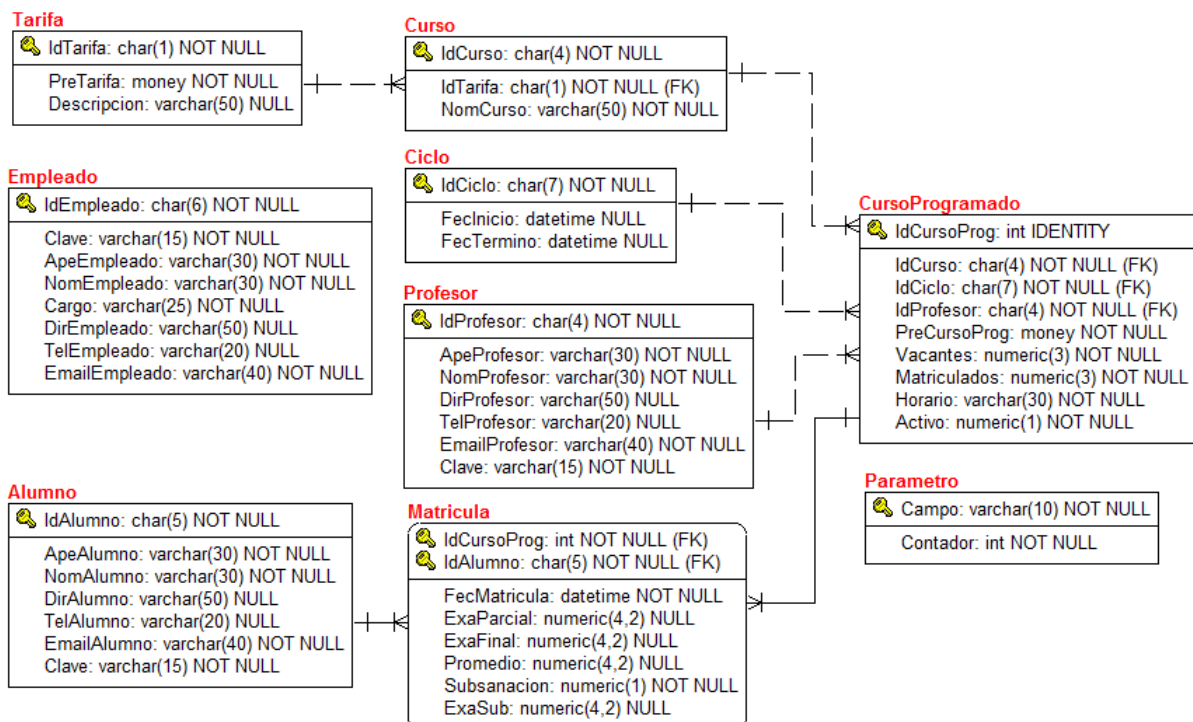 Tarifa
IdTarifa: char(1) NOT NULL
PreTarifa: money NOT NULL
Descripcion: varchar(50) NULL
Curso
IdCurso: char(4) NOT NULL
IdTarifa: char(1) NOT NULL (FK)
NomCurso: varchar(50) NOT NULL
Empleado
IdEmpleado: char(6) NOT NULL
Clave: varchar(15) NOT NULL
ApeEmpleado: varchar(30) NOT NULL
NomEmpleado: varchar(30) NOT NULL
Cargo: varchar(25) NOT NULL
DirEmpleado: varchar(50) NULL
TelEmpleado: varchar(20) NULL
EmailEmpleado: varchar(40) NOT NULL
Ciclo
IdCiclo: char(7) NOT NULL
FecInicio: datetime NULL
FecTermino: datetime NULL
CursoProgramado
IdCursoProg: int IDENTITY
IdCurso: char(4) NOT NULL (FK)
IdCiclo: char(7) NOT NULL (FK)
IdProfesor: char(4) NOT NULL (FK)
PreCursoProg: money NOT NULL
Vacantes: numeric(3) NOT NULL
Matriculados: numeric(3) NOT NULL
Horario: varchar(30) NOT NULL
Activo: numeric(1) NOT NULL
Profesor
IdProfesor: char(4) NOT NULL
ApeProfesor: varchar(30) NOT NULL
NomProfesor: varchar(30) NOT NULL
DirProfesor: varchar(50) NULL
TelProfesor: varchar(20) NULL
EmailProfesor: varchar(40) NOT NULL
Clave: varchar(15) NOT NULL
Alumno
IdAlumno: char(5) NOT NULL
ApeAlumno: varchar(30) NOT NULL
NomAlumno: varchar(30) NOT NULL
DirAlumno: varchar(50) NULL
TelAlumno: varchar(20) NULL
EmailAlumno: varchar(40) NOT NULL
Clave: varchar(15) NOT NULL
Matricula
IdCursoProg: int NOT NULL (FK)
IdAlumno: char(5) NOT NULL (FK)
FecMatricula: datetime NOT NULL
ExaParcial: numeric(4,2) NULL
ExaFinal: numeric(4,2) NULL
Promedio: numeric(4,2) NULL
Subsanacion: numeric(1) NOT NULL
ExaSub: numeric(4,2) NULL
Parametro
Campo: varchar(10) NOT NULL
Contador: int NOT NULL